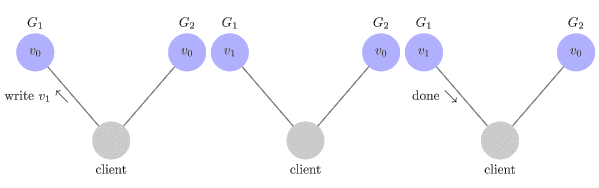 G₁ G₂ G₁ G₂ G₁ G₂
v₀ v₀ v₁ v₀ v₁ v₀
write v₁ done
client client client